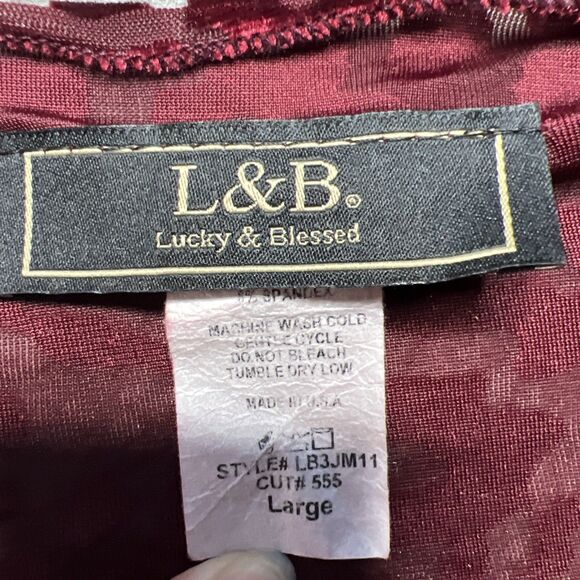 L&B.®
Lucky & Blessed
SPANDEX
MACHINE WASH COLD
GENTLE CYCLE
DO NOT BLEACH
TUMBLE DRY LOW
MADE IN U.S.A
STYLE# LB3JM11
CUT# 555
Large